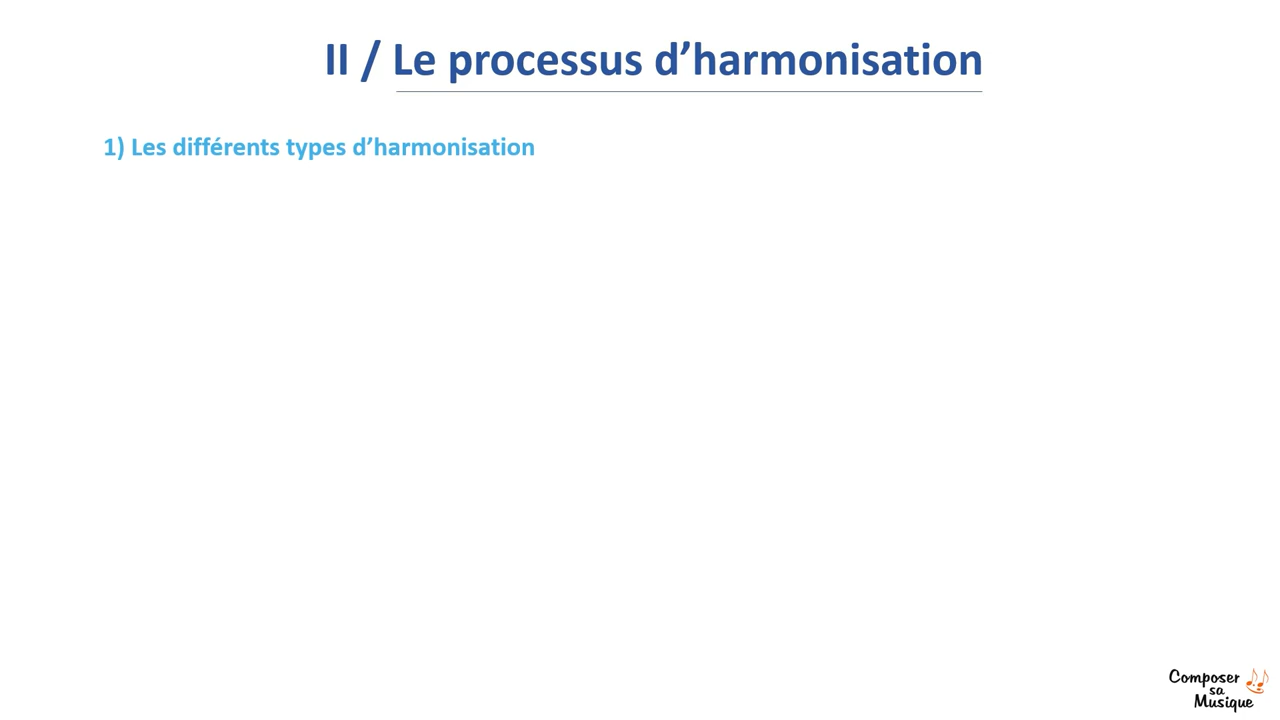 II / Le processus d’harmonisation
1) Les différents types d’harmonisation
Composer
sa
Musique